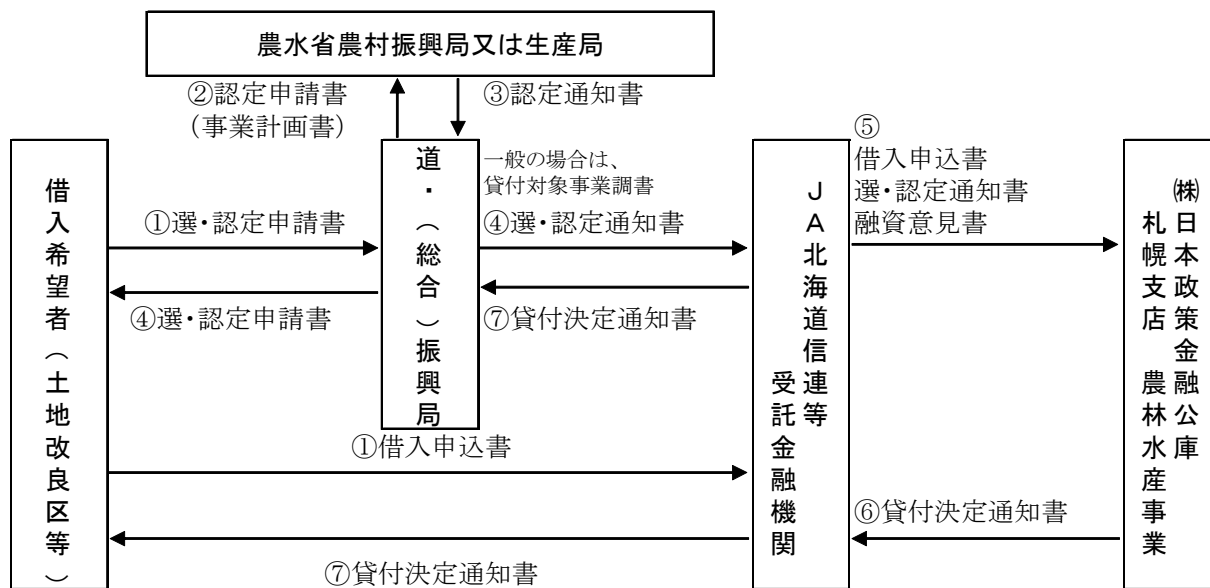 農水省農村振興局又は生産局
②認定申請書
（事業計画書）
③認定通知書
借入希望者（土地改良区等）
①選・認定申請書
④選・認定申請書
道・（総合）振興局
一般の場合は、
貸付対象事業調書
④選・認定通知書
⑦貸付決定通知書
ＪＡ北海道信連等
受託金融機関
⑤
借入申込書
選・認定通知書
融資意見書
㈱日本政策金融公庫
札幌支店　農林水産事業
①借入申込書
⑥貸付決定通知書
⑦貸付決定通知書